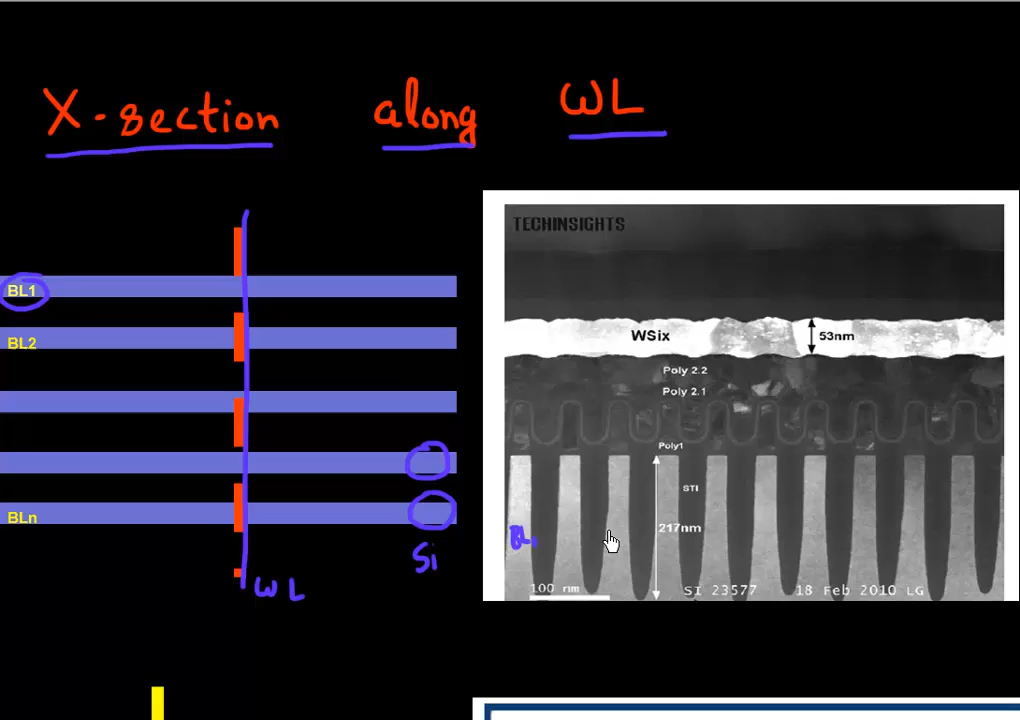 X-section along WL
TECHINSIGHTS
BL1
WSix
53nm
BL2
Poly 2.2
Poly 2.1
Poly1
STI
BLn
217nm
BL1
Si
WL
100 nm
SI 23577
18 Feb 2010 LG